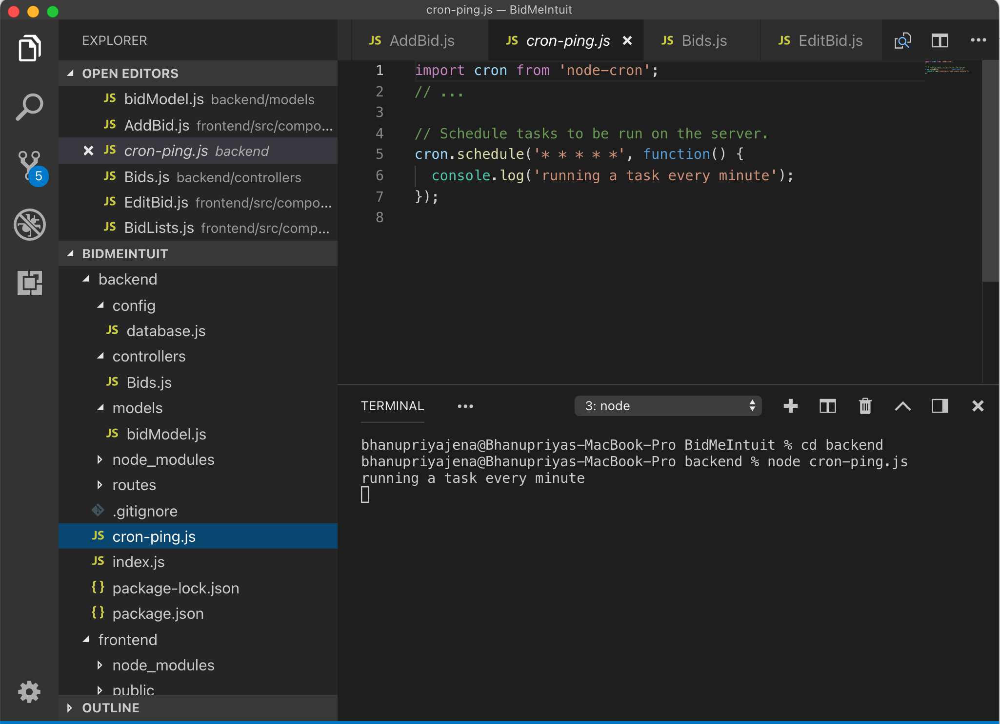 cron-ping.js — BidMeIntuit
EXPLORER
OPEN EDITORS
JS bidModel.js backend/models
JS AddBid.js frontend/src/compo...
JS cron-ping.js backend
JS Bids.js backend/controllers
JS EditBid.js frontend/src/compo...
JS BidLists.js frontend/src/comp...
5
BIDMEINTUIT
backend
config
JS database.js
controllers
JS Bids.js
models
JS bidModel.js
node_modules
routes
.gitignore
JS cron-ping.js
JS index.js
{} package-lock.json
{} package.json
frontend
node_modules
public
OUTLINE
JS AddBid.js JS cron-ping.js JS Bids.js JS EditBid.js
1 import cron from 'node-cron';
2 // ...
3
4 // Schedule tasks to be run on the server.
5 cron.schedule('* * * * *', function() {
6 console.log('running a task every minute');
7 });
8
TERMINAL ••• 3: node
bhanupriyajena@Bhanupriyas-MacBook-Pro BidMeIntuit % cd backend
bhanupriyajena@Bhanupriyas-MacBook-Pro backend % node cron-ping.js
running a task every minute